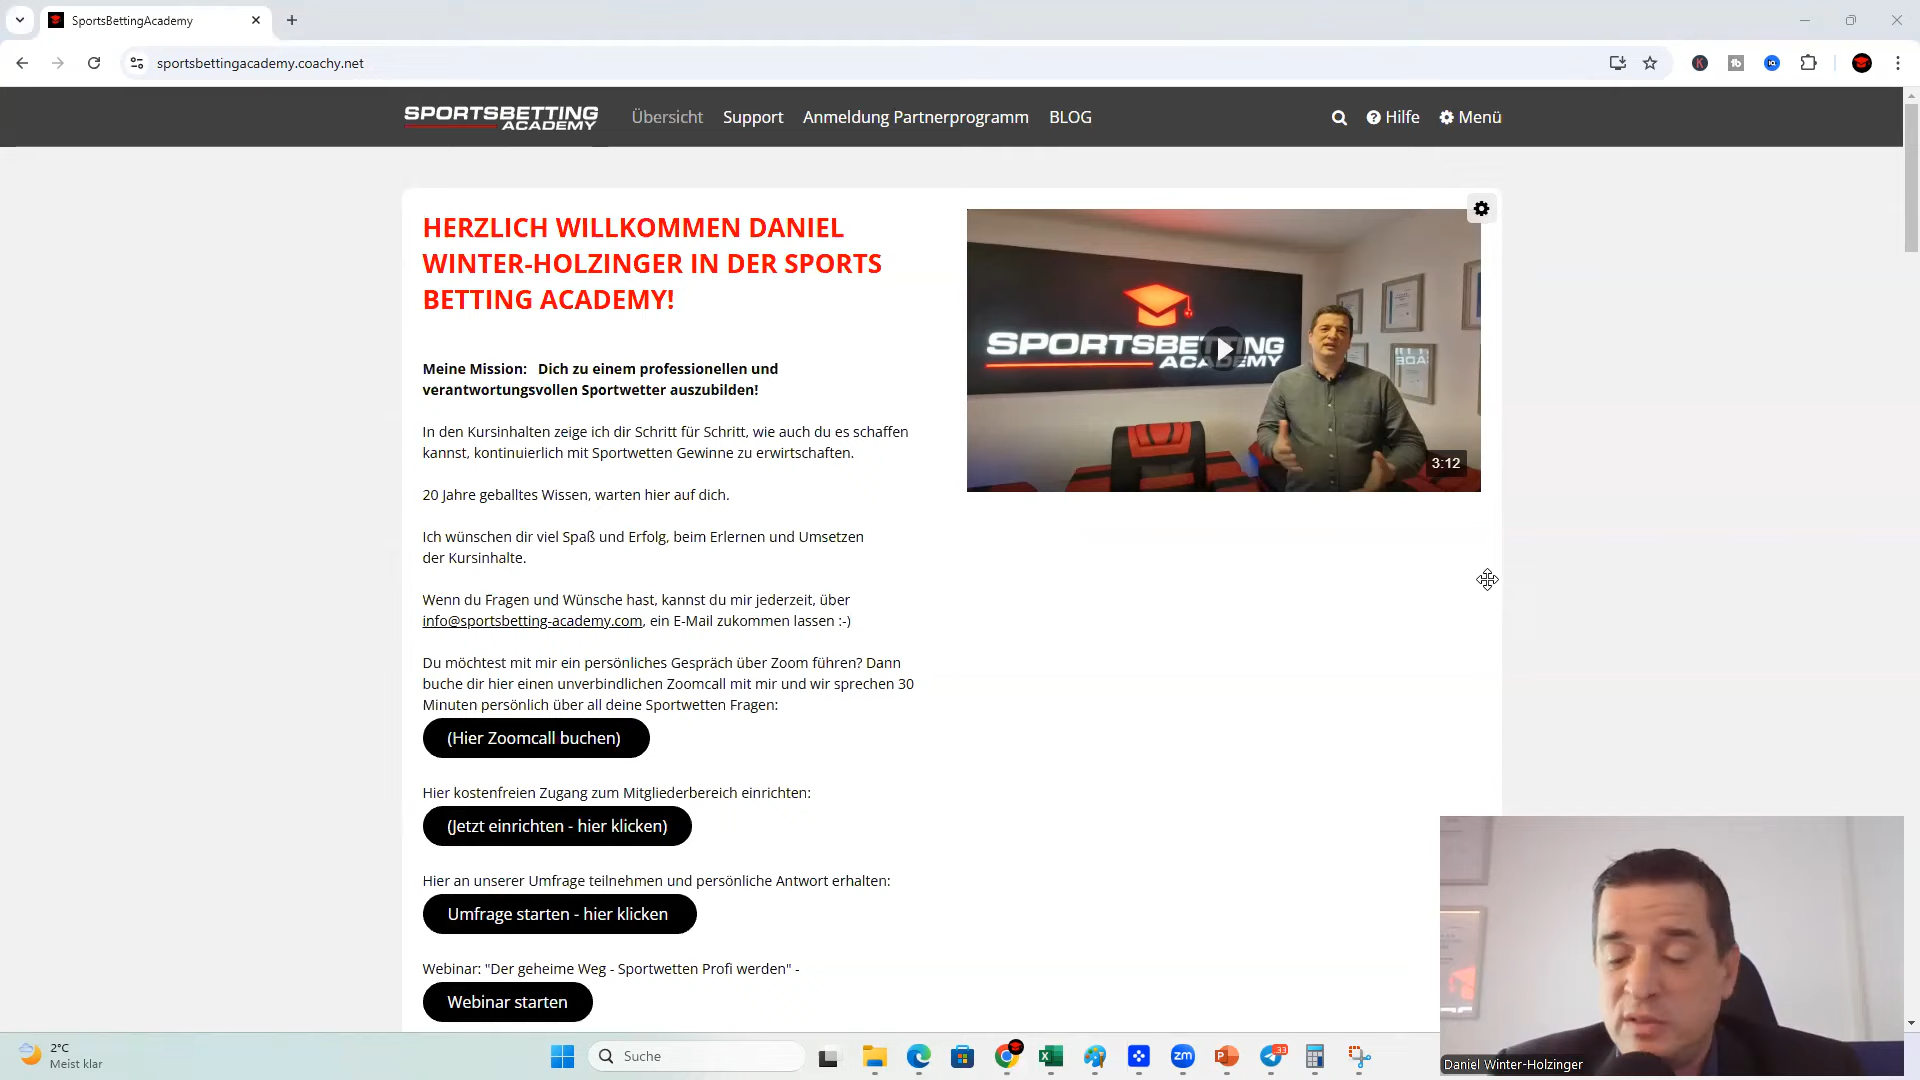 SportsBettingAcademy
sportsbettingacademy.coachy.net
SPORTSBETTING
ACADEMY
Übersicht Support Anmeldung Partnerprogramm BLOG
Hilfe Menü
HERZLICH WILLKOMMEN DANIEL
WINTER-HOLZINGER IN DER SPORTS
BETTING ACADEMY!
Meine Mission: Dich zu einem professionellen und
verantwortungsvollen Sportwetter auszubilden!
In den Kursinhalten zeige ich dir Schritt für Schritt, wie auch du es schaffen
kannst, kontinuierlich mit Sportwetten Gewinne zu erwirtschaften.
20 Jahre geballtes Wissen, warten hier auf dich.
Ich wünschen dir viel Spaß und Erfolg, beim Erlernen und Umsetzen
der Kursinhalte.
Wenn du Fragen und Wünsche hast, kannst du mir jederzeit, über
info@sportsbetting-academy.com, ein E-Mail zukommen lassen :-)
Du möchtest mit mir ein persönliches Gespräch über Zoom führen? Dann
buche dir hier einen unverbindlichen Zoomcall mit mir und wir sprechen 30
Minuten persönlich über all deine Sportwetten Fragen:
(Hier Zoomcall buchen)
Hier kostenfreien Zugang zum Mitgliederbereich einrichten:
(Jetzt einrichten - hier klicken)
Hier an unserer Umfrage teilnehmen und persönliche Antwort erhalten:
Umfrage starten - hier klicken
Webinar: "Der geheime Weg - Sportwetten Profi werden" -
Webinar starten
SPORTSBETTING
ACADEMY
3:12
Daniel Winter-Holzinger
2°C
Meist klar
Suche
zm
33